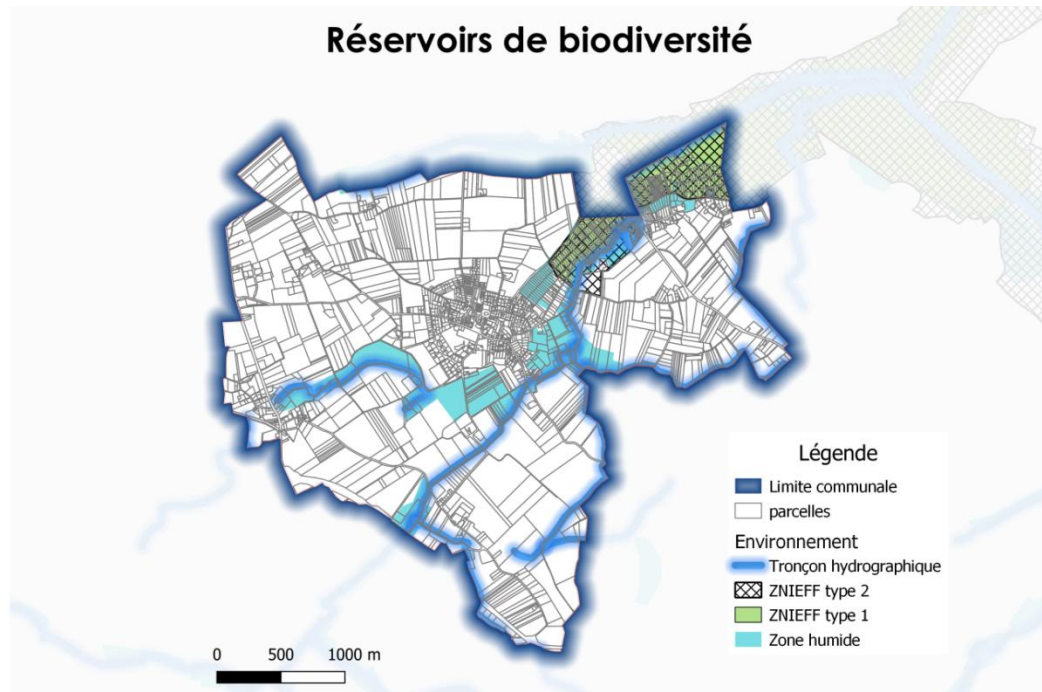 Réservoirs de biodiversité
Légende
Limite communale
parcelles
Environnement
Tronçon hydrographique
ZNIEFF type 2
ZNIEFF type 1
Zone humide
0 500 1000 m